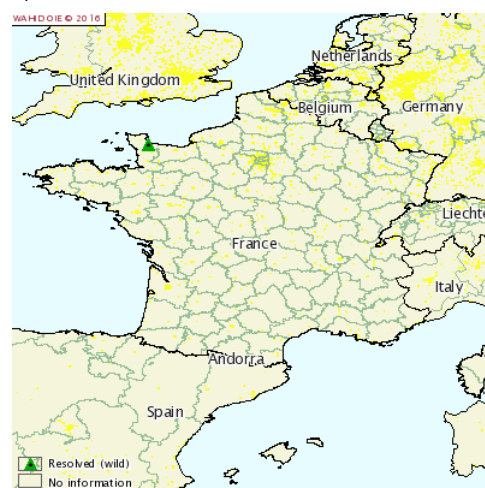 WAHID OIE © 2016
Netherlands
United Kingdom
Belgium
Germany
Liechte
France
Italy
Andorra
Spain
Resolved (wild)
No information